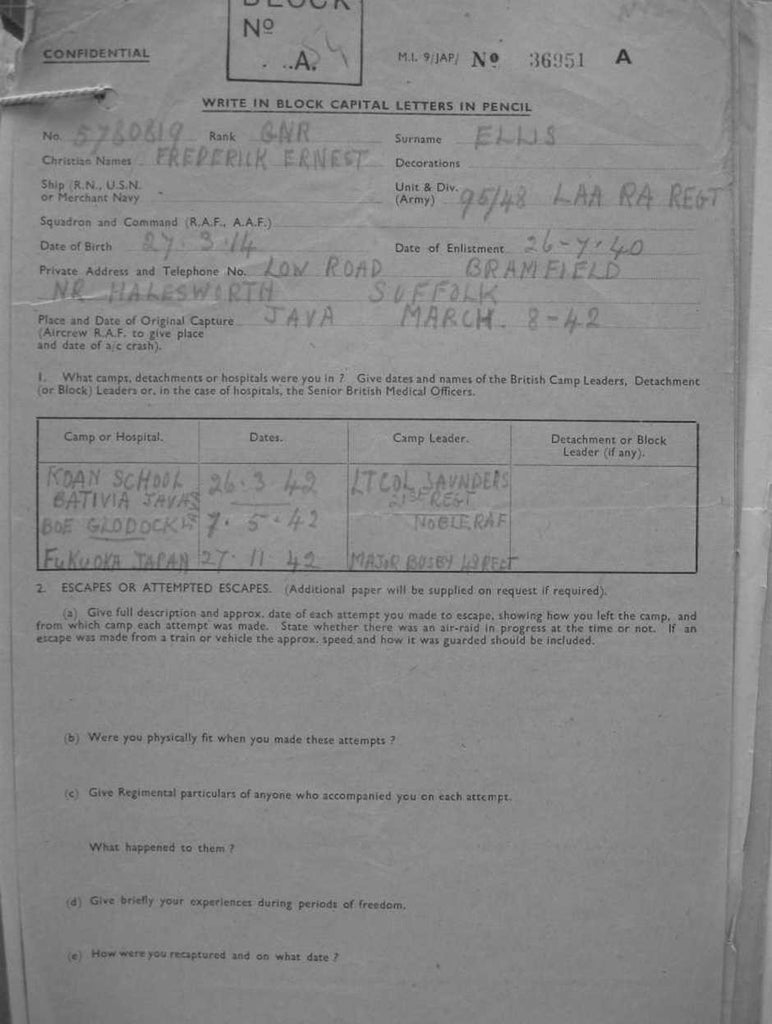 BLOCK
No
. ..A.
CONFIDENTIAL
M.I. 9/JAP/ No 36951 A
WRITE IN BLOCK CAPITAL LETTERS IN PENCIL
No. 5780819 Rank GNR Surname ELLIS
Christian Names FREDERICK ERNEST Decorations
Ship (R.N., U.S.N. or Merchant Navy Unit & Div. (Army) 95/48 LAA RA REGT
Squadron and Command (R.A.F., A.A.F.)
Date of Birth 27.3.14 Date of Enlistment 26-7-40
Private Address and Telephone No. LOW ROAD BRAMFIELD
NR HALESWORTH SUFFOLK
Place and Date of Original Capture JAVA MARCH. 8-42
(Aircrew R.A.F. to give place
and date of a/c crash).
1. What camps, detachments or hospitals were you in ? Give dates and names of the British Camp Leaders, Detachment
(or Block) Leaders or, in the case of hospitals, the Senior British Medical Officers.
Camp or Hospital. Dates. Camp Leader. Detachment or Block
Leader (if any).
KOAN SCHOOL 26.3 42 LT COL SAUNDERS
BATIVIA JAVA 21ST REGT
BOE GLODOCK 7.5.42 NOBLE RAF
FUKUOKA JAPAN 27.11.42 MAJOR BUSBY REGT
2. ESCAPES OR ATTEMPTED ESCAPES. (Additional paper will be supplied on request if required).
(a) Give full description and approx. date of each attempt you made to escape, showing how you left the camp, and
from which camp each attempt was made. State whether there was an air-raid in progress at the time or not. If an
escape was made from a train or vehicle the approx. speed and how it was guarded should be included.
(b) Were you physically fit when you made these attempts ?
(c) Give Regimental particulars of anyone who accompanied you on each attempt.
What happened to them ?
(d) Give briefly your experiences during periods of freedom.
(e) How were you recaptured and on what date ?